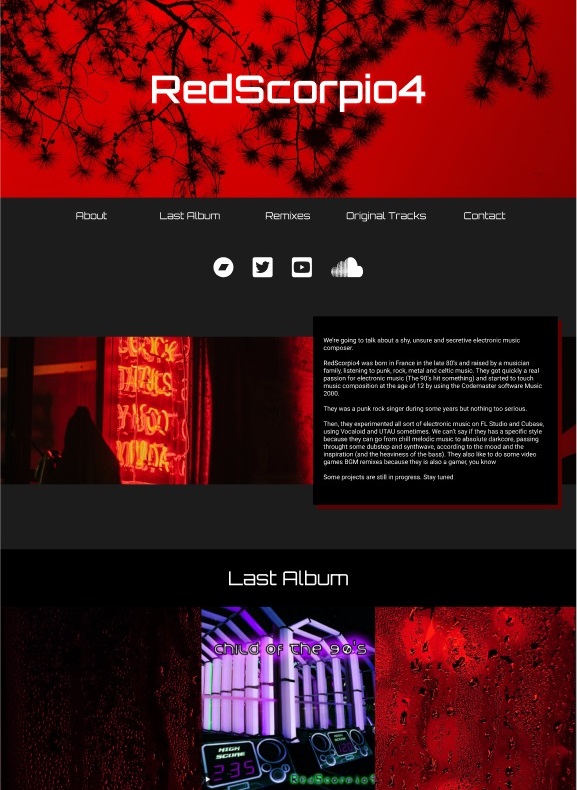 RedScorpio4
About Last Album Remixes Original Tracks Contact
We're going to talk about a shy, unsure and secretive electronic music
composer.
RedScorpio4 was born in France in the late 80's and raised by a musician
family, listening to punk, rock, metal and celtic music. They got quickly a real
passion for electronic music (The 90's hit something) and started to touch
music composition at the age of 12 by using the Codemaster software Music
2000.
They was a punk rock singer during some years but nothing too serious.
Then, they experimented all sort of electronic music on FL Studio and Cubase,
using Vocaloid and UTAU sometimes. We can't say if they has a specific style
because they can go from chill melodic music to absolute darkcore, passing
throught some dubstep and synthwave, according to the mood and the
inspiration (and the heaviness of the bass). They also like to do some video
games BGM remixes because they is also a gamer, you know
Some projects are still in progress. Stay tuned
Last Album
CHILD OF THE 90'S
HIGH
SCORE
235
HIGH
SCORE
RedScorpio4